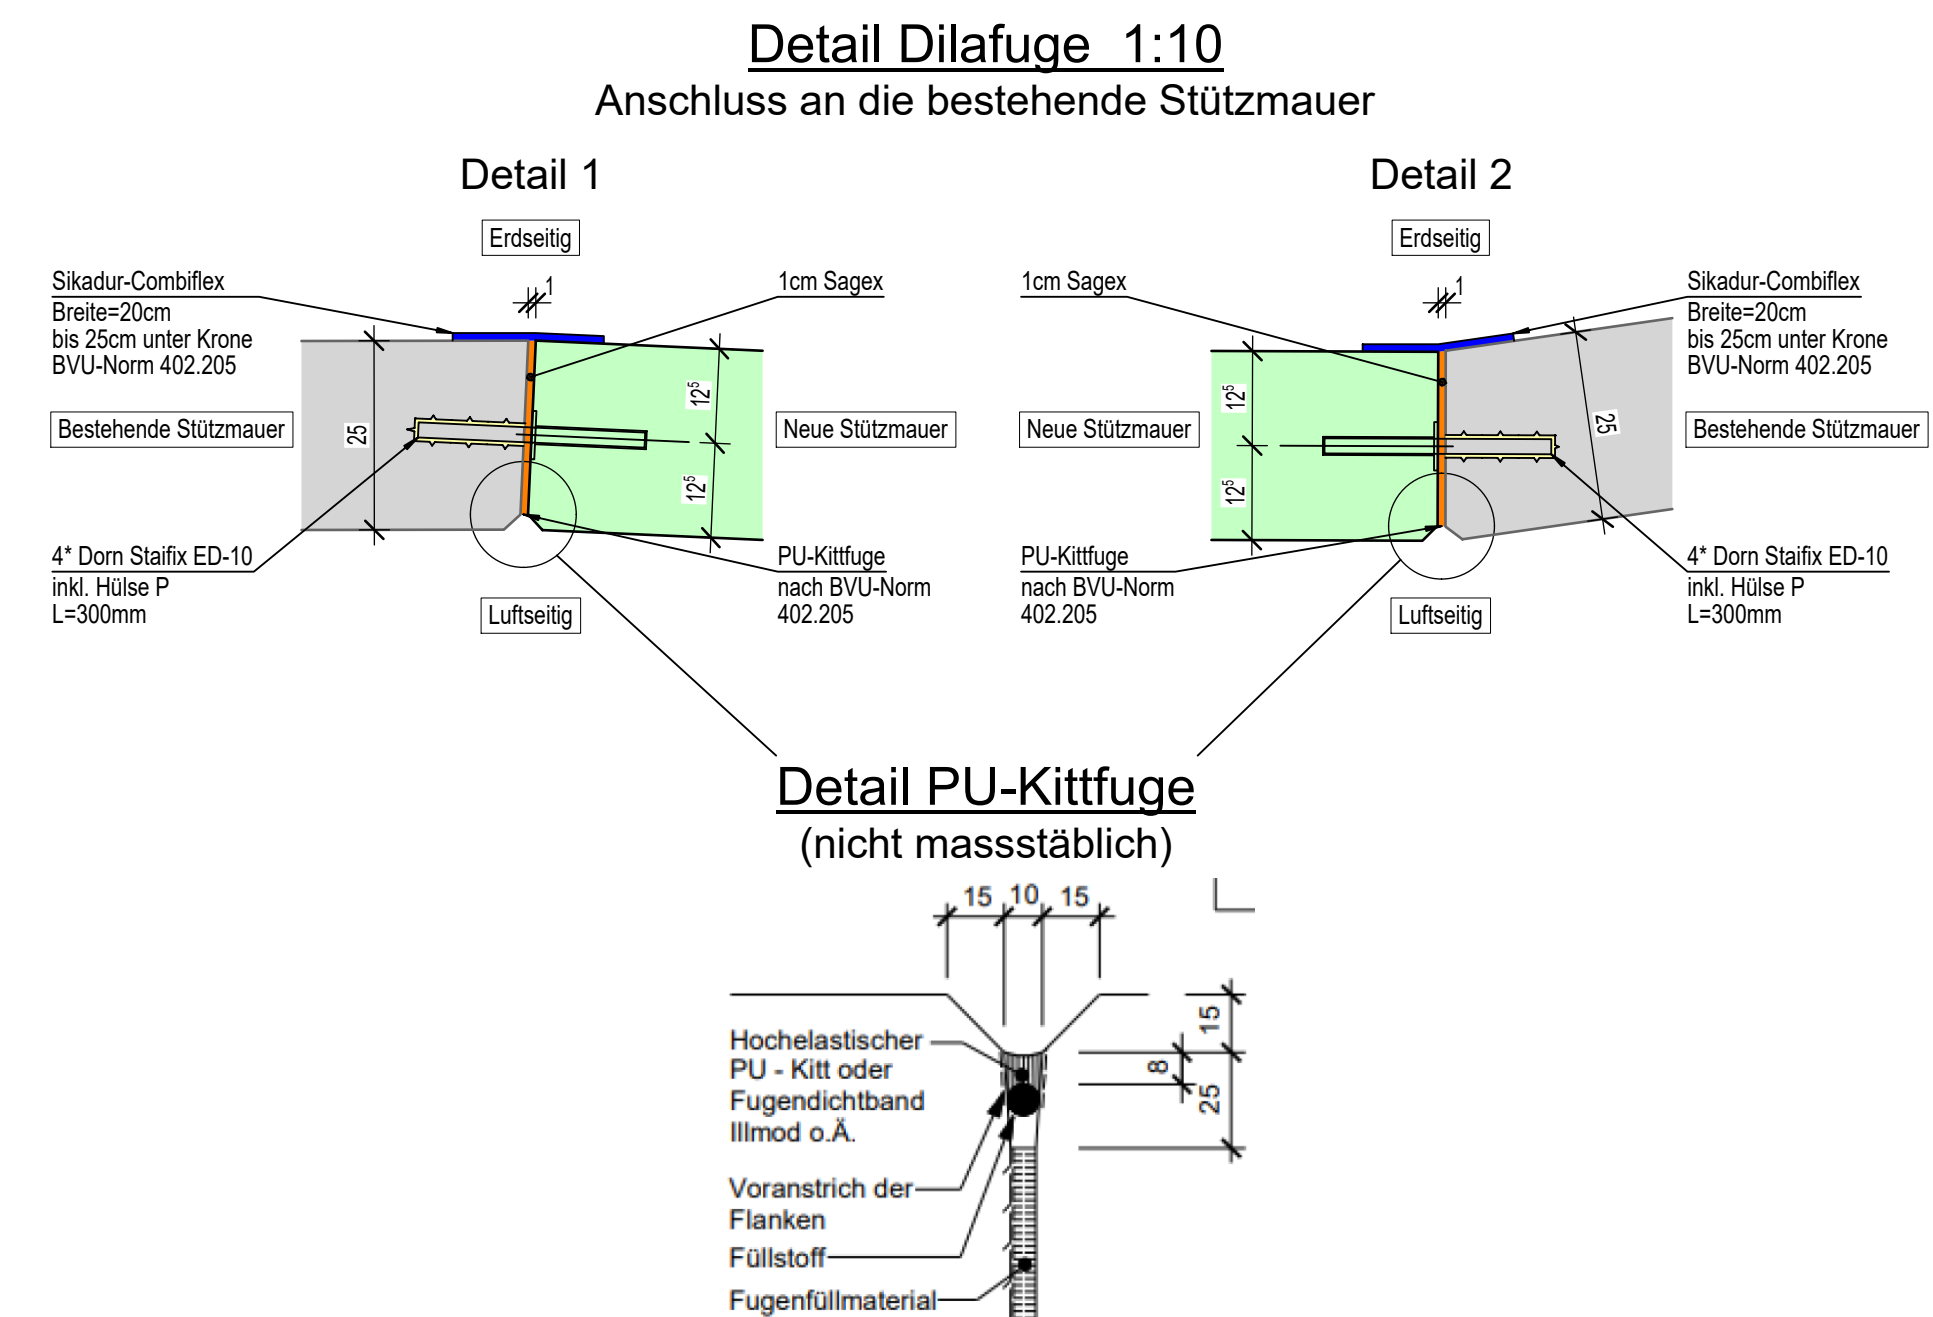 Detail Dilafuge 1:10
Anschluss an die bestehende Stützmauer
Detail 1
Erdseitig
Sikadur-Combiflex
Breite=20cm
bis 25cm unter Krone
BVU-Norm 402.205
1
1cm Sagex
Bestehende Stützmauer
25
12⁵
12⁵
Neue Stützmauer
4* Dorn Staifix ED-10
inkl. Hülse P
L=300mm
Luftseitig
PU-Kittfuge
nach BVU-Norm
402.205
Detail 2
Erdseitig
1cm Sagex
1
Sikadur-Combiflex
Breite=20cm
bis 25cm unter Krone
BVU-Norm 402.205
Neue Stützmauer
12⁵
12⁵
25
Bestehende Stützmauer
PU-Kittfuge
nach BVU-Norm
402.205
Luftseitig
4* Dorn Staifix ED-10
inkl. Hülse P
L=300mm
Detail PU-Kittfuge
(nicht massstäblich)
15 10 15
15
8
25
Hochelastischer
PU - Kitt oder
Fugendichtband
Illmod o.Ä.
Voranstrich der
Flanken
Füllstoff
Fugenfüllmaterial